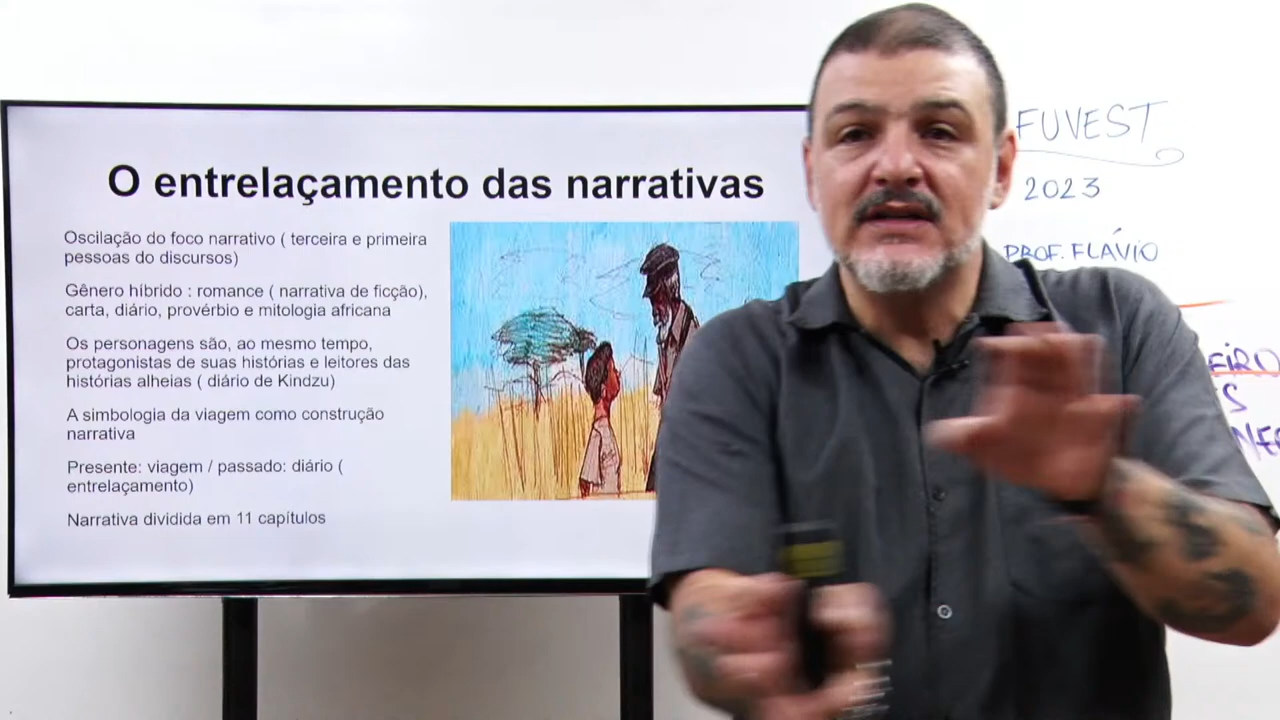 O entrelaçamento das narrativas
Oscilação do foco narrativo ( terceira e primeira
pessoas do discursos)
Gênero híbrido : romance ( narrativa de ficção),
carta, diário, provérbio e mitologia africana
Os personagens são, ao mesmo tempo,
protagonistas de suas histórias e leitores das
histórias alheias ( diário de Kindzu)
A simbologia da viagem como construção
narrativa
Presente: viagem / passado: diário (
entrelaçamento)
Narrativa dividida em 11 capítulos
FUVEST
2023
PROF. FLÁVIO